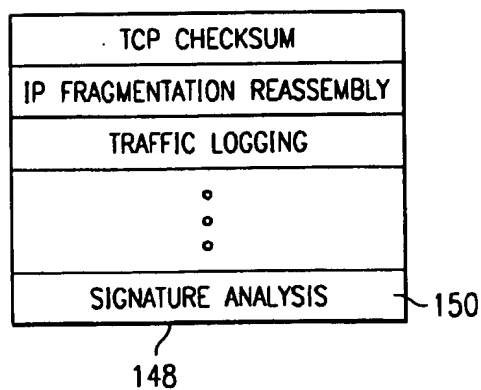 TCP CHECKSUM
IP FRAGMENTATION REASSEMBLY
TRAFFIC LOGGING
SIGNATURE ANALYSIS
150
148